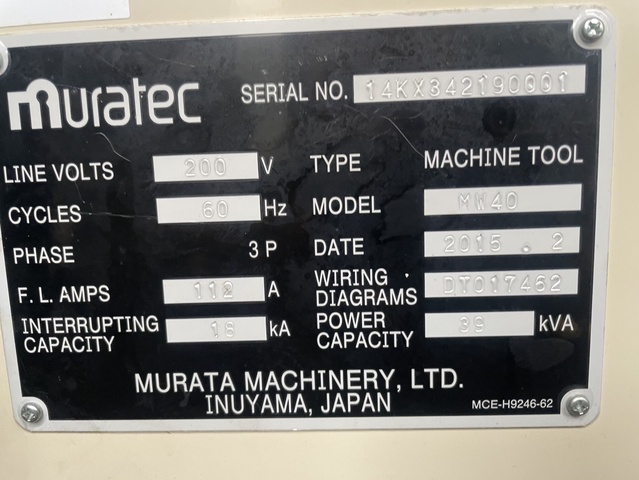 muratec
SERIAL NO. 14KX342190001
LINE VOLTS 200 V
TYPE MACHINE TOOL
CYCLES 60 Hz
MODEL MW40
PHASE 3 P
DATE 2015 . 2
F. L. AMPS 112 A
WIRING DIAGRAMS DT017462
INTERRUPTING CAPACITY 18 kA
POWER CAPACITY 39 kVA
MURATA MACHINERY, LTD.
INUYAMA, JAPAN
MCE-H9246-62